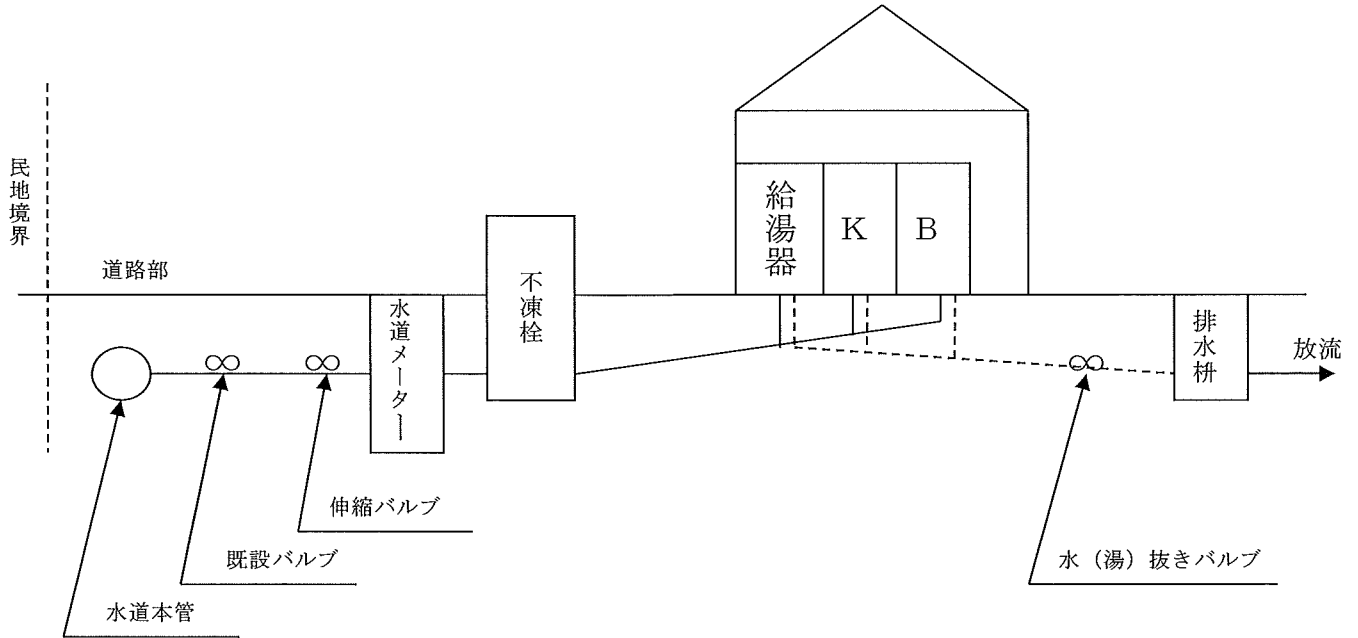 民地境界
道路部
水道メーター
不凍栓
給湯器
K
B
排水枡
放流
伸縮バルブ
既設バルブ
水道本管
水（湯）抜きバルブ